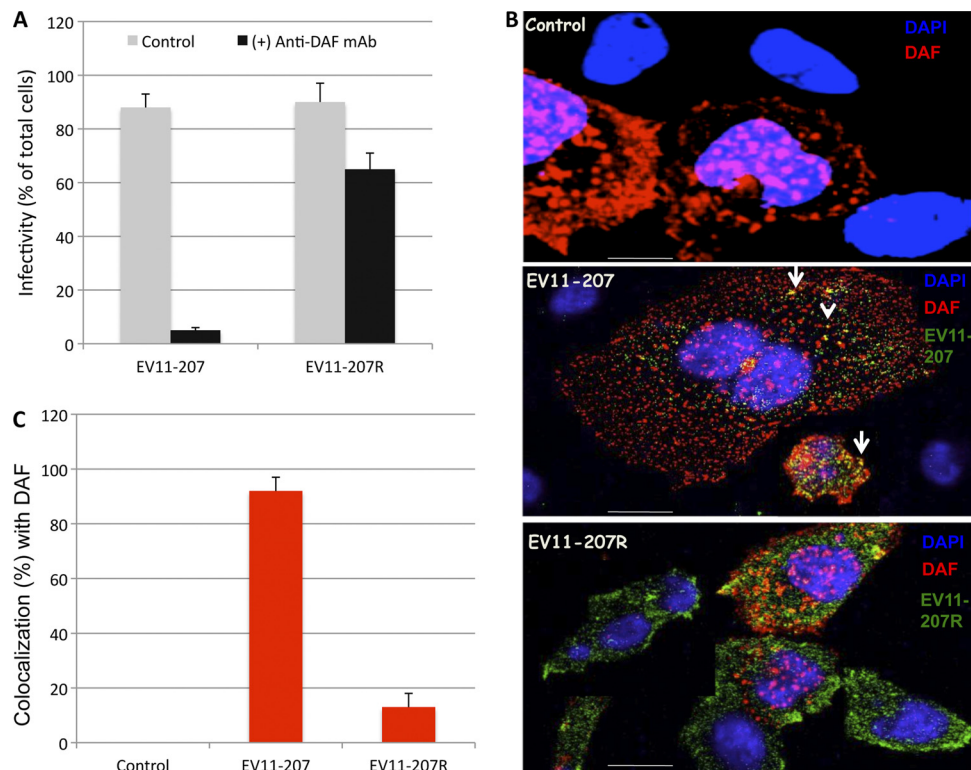 A
120
100
80
60
40
20
0
Infectivity (% of total cells)
Control
(+) Anti-DAF mAb
EV11-207
EV11-207R
B
Control
DAPI
DAF
EV11-207
DAPI
DAF
EV11-
207
EV11-207R
DAPI
DAF
EV11-
207R
C
120
100
80
60
40
20
0
Colocalization (%) with DAF
Control
EV11-207
EV11-207R